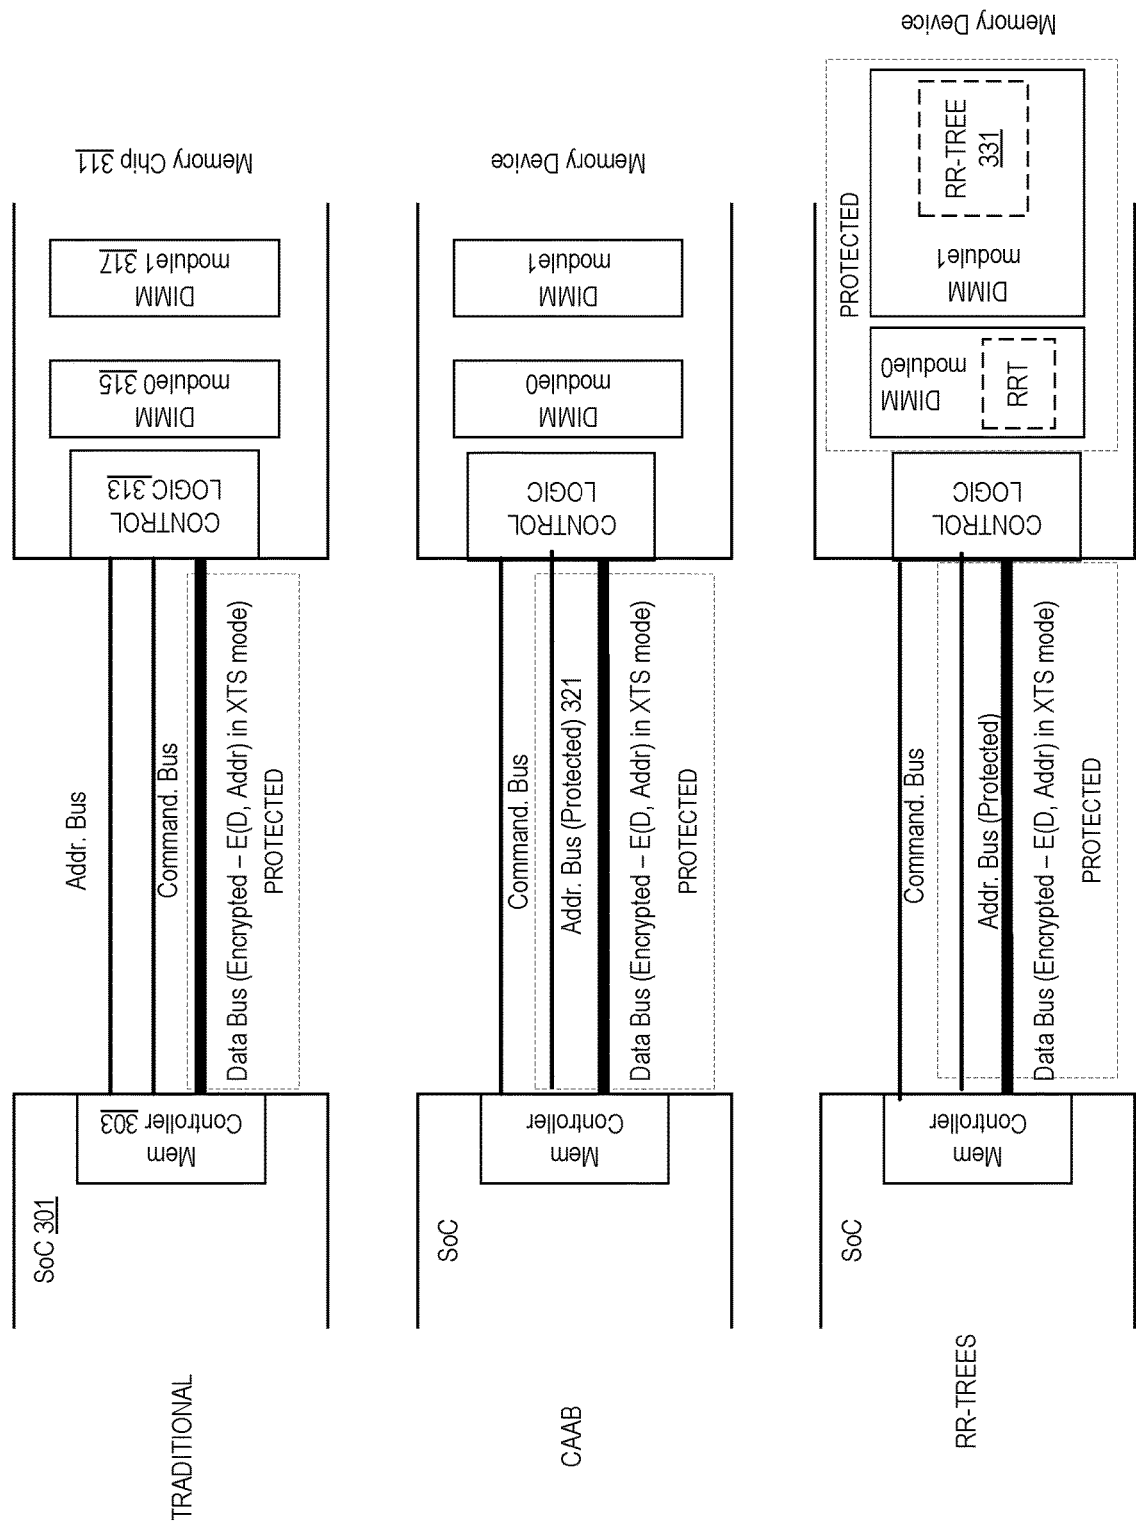 TRADITIONAL
SoC 301
Mem
Controller 303
Addr. Bus
Command. Bus
Data Bus (Encrypted – E(D, Addr) in XTS mode)
PROTECTED
CONTROL
LOGIC 313
DIMM
module0 315
DIMM
module1 317
Memory Chip 311
CAAB
SoC
Mem
Controller
Command. Bus
Addr. Bus (Protected) 321
Data Bus (Encrypted – E(D, Addr) in XTS mode)
PROTECTED
CONTROL
LOGIC
DIMM
module0
DIMM
module1
Memory Device
RR-TREES
SoC
Mem
Controller
Command. Bus
Addr. Bus (Protected)
Data Bus (Encrypted – E(D, Addr) in XTS mode)
PROTECTED
CONTROL
LOGIC
PROTECTED
DIMM
module0
RRT
DIMM
module1
RR-TREE
331
Memory Device